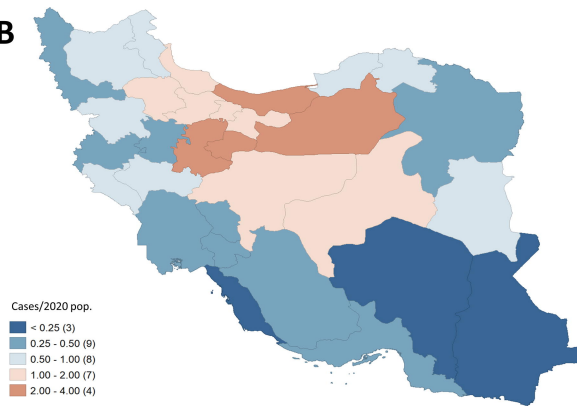 B
Cases/2020 pop.
< 0.25 (3)
0.25 - 0.50 (9)
0.50 - 1.00 (8)
1.00 - 2.00 (7)
2.00 - 4.00 (4)